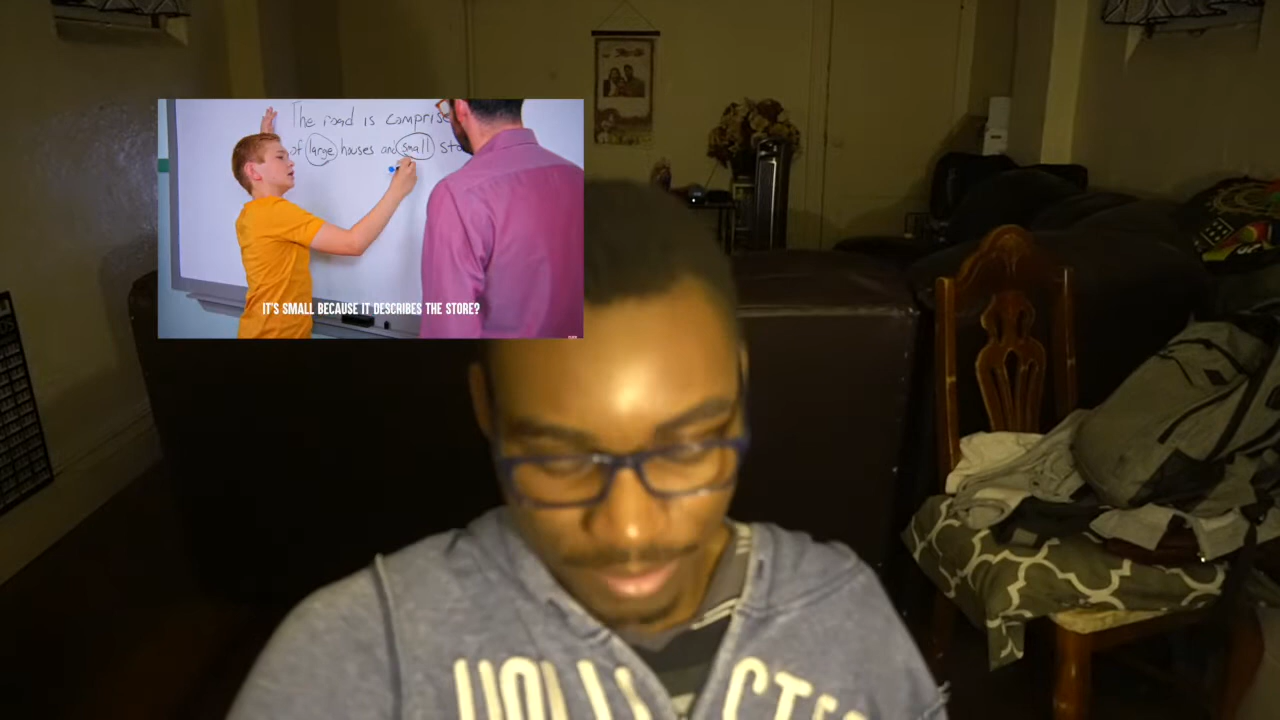 The road is comprise
of large houses and small sto
IT'S SMALL BECAUSE IT DESCRIBES THE STORE?